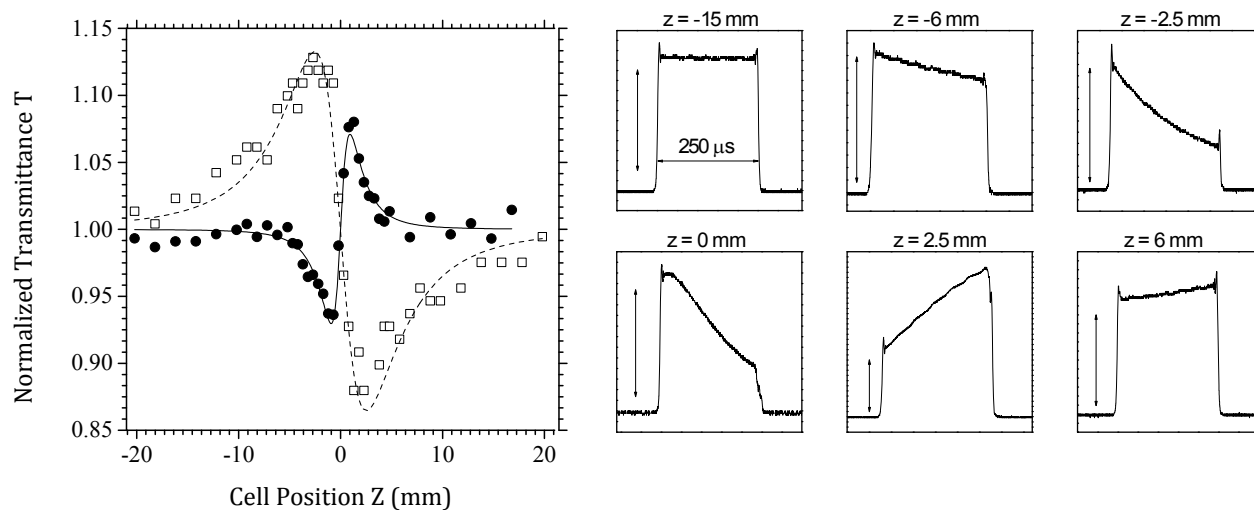 Normalized Transmittance T
1.15
1.10
1.05
1.00
0.95
0.90
0.85
-20
-10
0
10
20
Cell Position Z (mm)
z = -15 mm
z = -6 mm
z = -2.5 mm
250 μs
z = 0 mm
2.5 mm
z = 6 mm